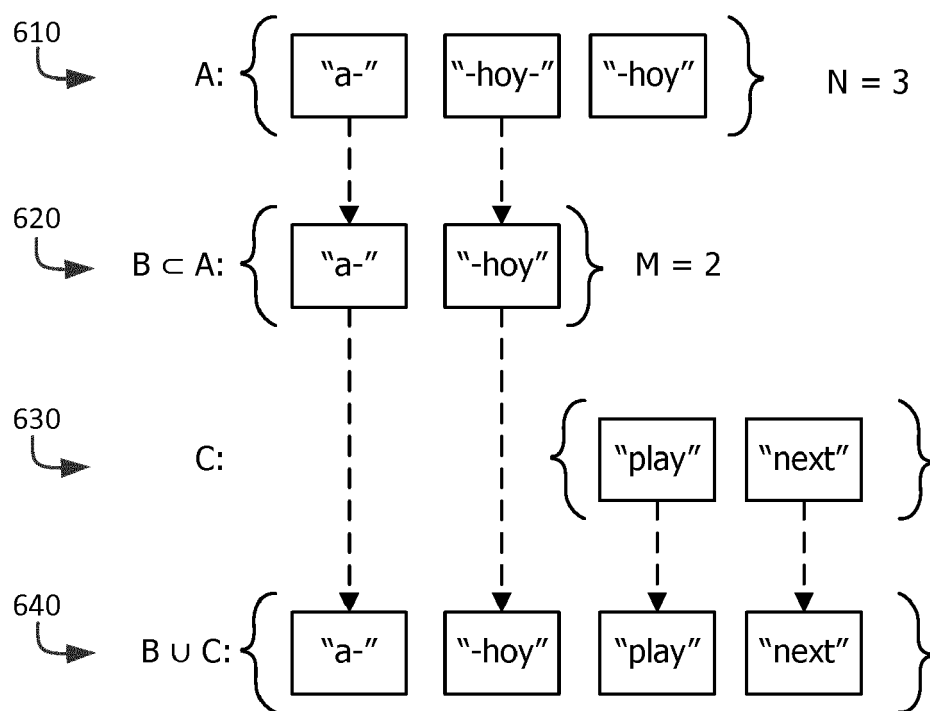 610
A: { "a-" "-hoy-" "-hoy" } N = 3
620
B ⊂ A: { "a-" "-hoy" } M = 2
630
C: { "play" "next" }
640
B ∪ C: { "a-" "-hoy" "play" "next" }